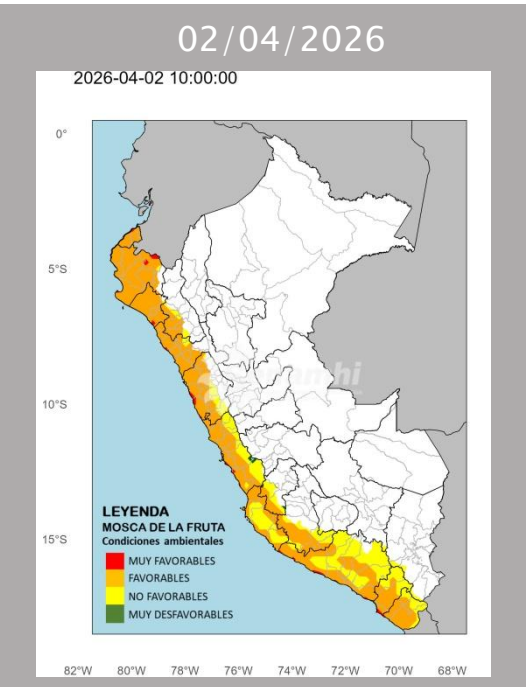 02/04/2026
2026-04-02 10:00:00
0°
5°S
10°S
15°S
LEYENDA
MOSCA DE LA FRUTA
Condiciones ambientales
MUY FAVORABLES
FAVORABLES
NO FAVORABLES
MUY DESFAVORABLES
82°W 80°W 78°W 76°W 74°W 72°W 70°W 68°W